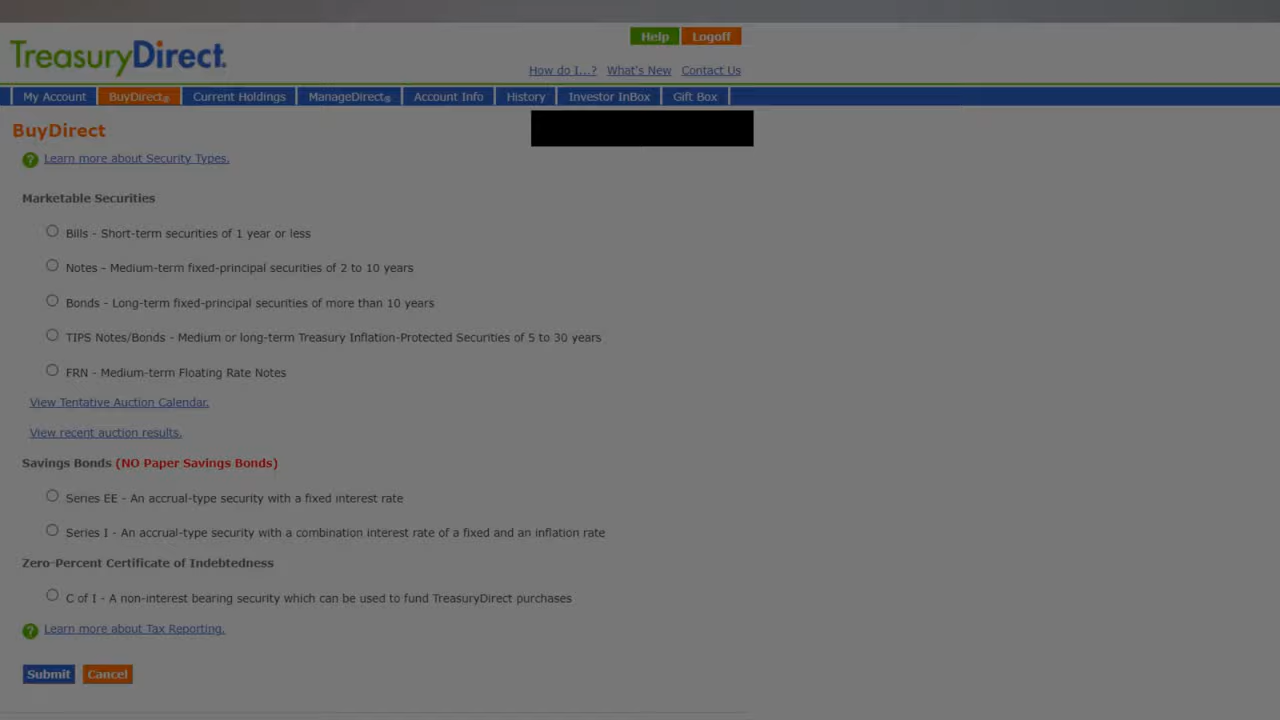 Help Logoff
TreasuryDirect.
How do I...? What's New Contact Us
My Account BuyDirect® Current Holdings ManageDirect® Account Info History Investor InBox Gift Box
BuyDirect
? Learn more about Security Types.
Marketable Securities
Bills - Short-term securities of 1 year or less
Notes - Medium-term fixed-principal securities of 2 to 10 years
Bonds - Long-term fixed-principal securities of more than 10 years
TIPS Notes/Bonds - Medium or long-term Treasury Inflation-Protected Securities of 5 to 30 years
FRN - Medium-term Floating Rate Notes
View Tentative Auction Calendar.
View recent auction results.
Savings Bonds (NO Paper Savings Bonds)
Series EE - An accrual-type security with a fixed interest rate
Series I - An accrual-type security with a combination interest rate of a fixed and an inflation rate
Zero-Percent Certificate of Indebtedness
C of I - A non-interest bearing security which can be used to fund TreasuryDirect purchases
? Learn more about Tax Reporting.
Submit Cancel